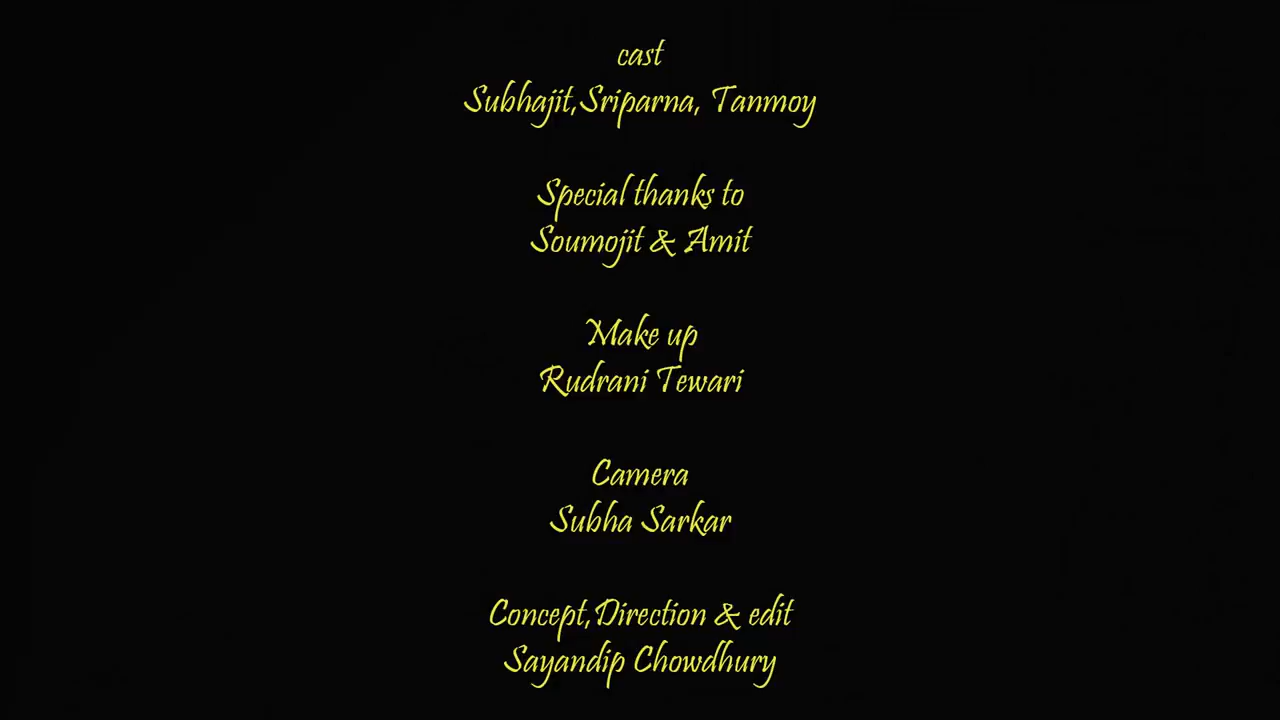 cast
Subhajit,Sriparna, Tanmoy
Special thanks to
Soumojit & Amit
Make up
Rudrani Tewari
Camera
Subha Sarkar
Concept,Direction & edit
Sayandip Chowdhury